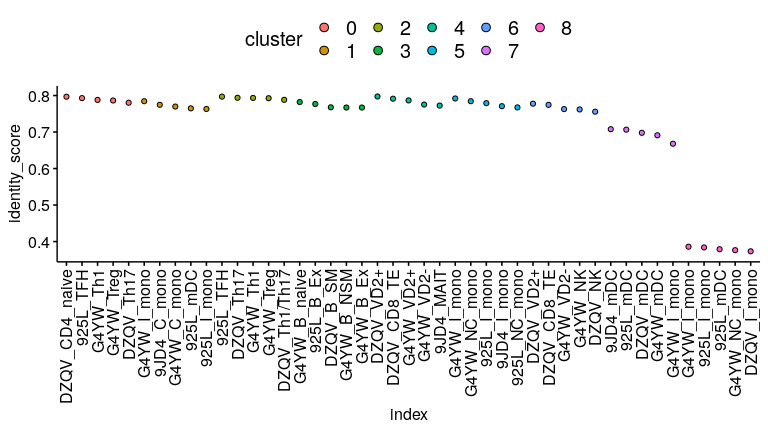 cluster
0 2 4 6 8
1 3 5 7
identity_score
0.8
0.7
0.6
0.5
0.4
DZQV_CD4_naive
925L_TFH
G4YW_Th1
G4YW_Treg
DZQV_Th17
G4YW_I_mono
9JD4_C_mono
G4YW_C_mono
925L_mDC
925L_I_mono
925L_TFH
DZQV_Th17
G4YW_Th1
G4YW_Treg
DZQV_Th1/Th17
G4YW_B_naive
925L_B_Ex
DZQV_B_SM
G4YW_B_NSM
G4YW_B_Ex
DZQV_VD2+
DZQV_CD8_TE
G4YW_VD2+
G4YW_VD2-
9JD4_MAIT
G4YW_I_mono
G4YW_NC_mono
925L_I_mono
9JD4_I_mono
925L_NC_mono
DZQV_VD2+
DZQV_CD8_TE
G4YW_VD2-
G4YW_NK
DZQV_NK
9JD4_mDC
925L_mDC
DZQV_mDC
G4YW_mDC
G4YW_I_mono
G4YW_I_mono
925L_I_mono
925L_mDC
G4YW_NC_mono
DZQV_I_mono
Index